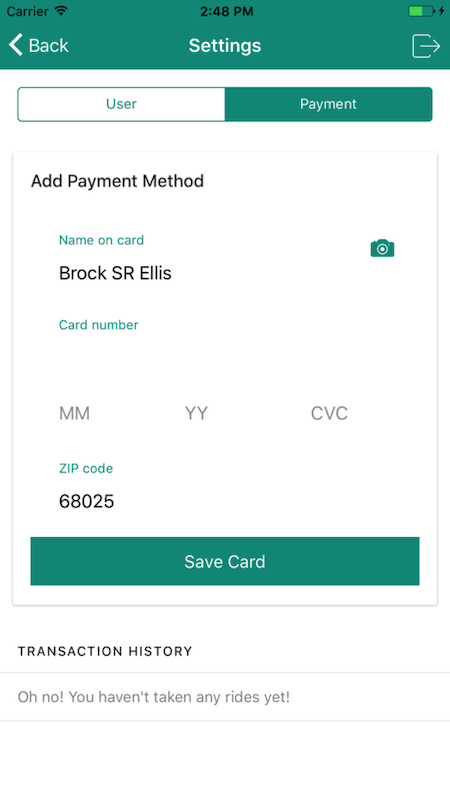 Carrier 2:48 PM
Back Settings
User Payment
Add Payment Method
Name on card
Brock SR Ellis
Card number
MM YY CVC
ZIP code
68025
Save Card
TRANSACTION HISTORY
Oh no! You haven't taken any rides yet!